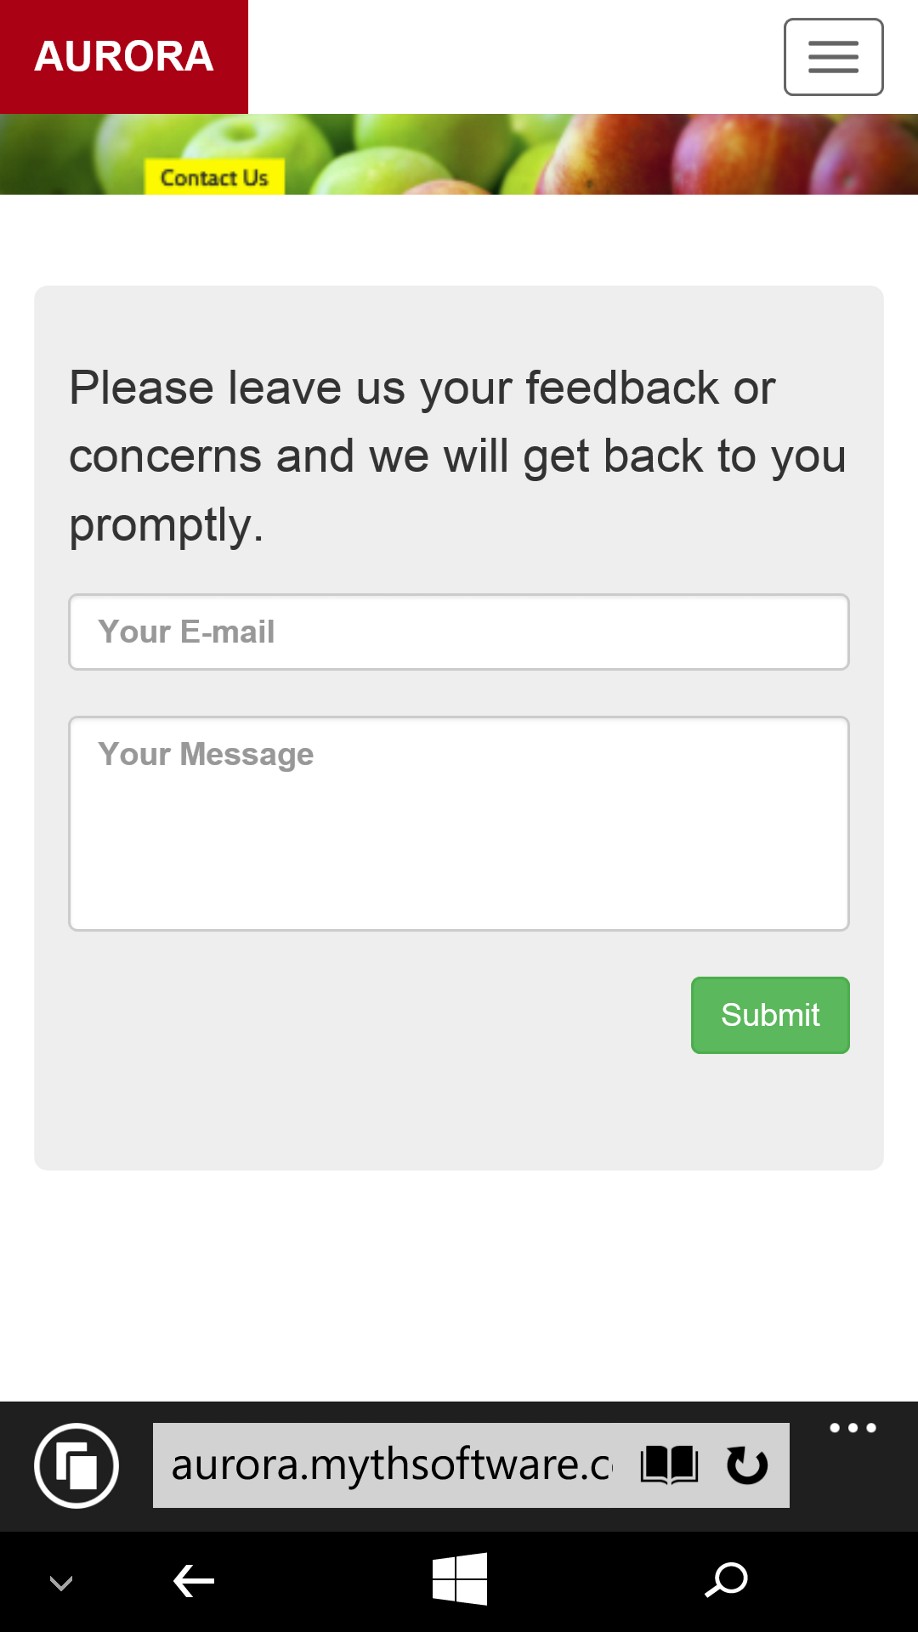 AURORA
Contact Us
Please leave us your feedback or
concerns and we will get back to you
promptly.
Your E-mail
Your Message
Submit
aurora.mythsoftware.c